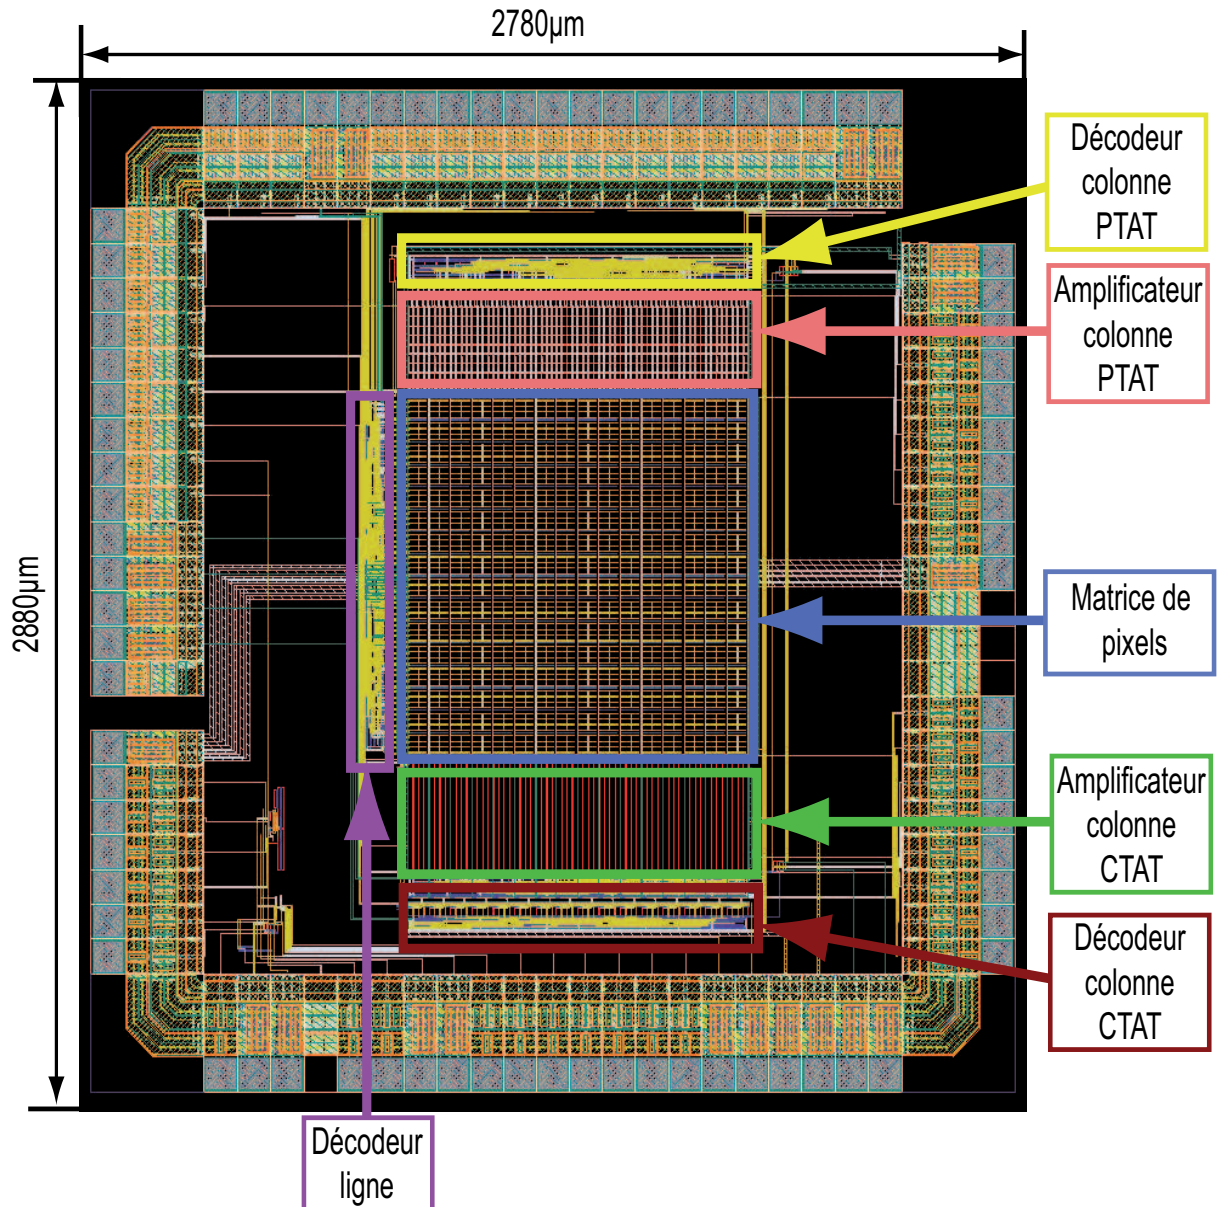 2780µm
2880µm
Décodeur
colonne
PTAT
Amplificateur
colonne
PTAT
Matrice de
pixels
Amplificateur
colonne
CTAT
Décodeur
colonne
CTAT
Décodeur
ligne